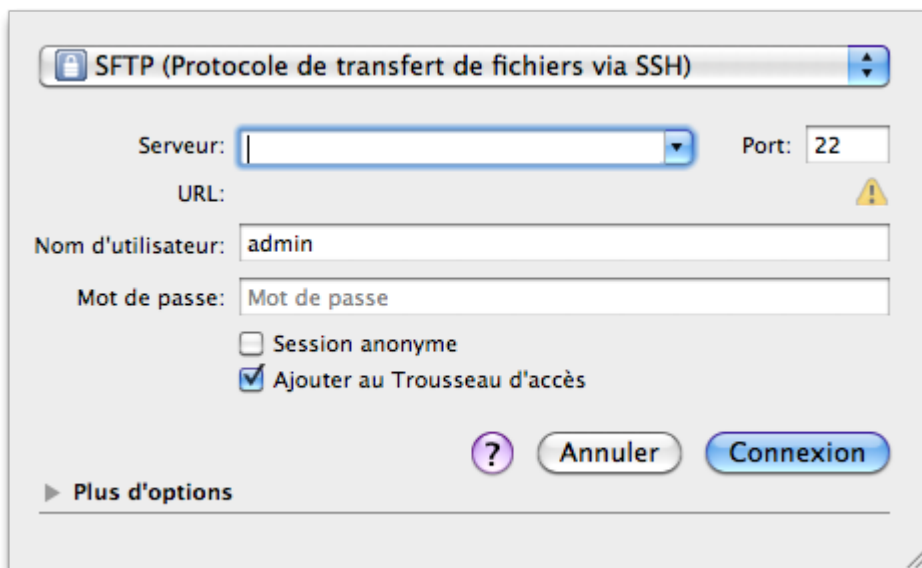 SFTP (Protocole de transfert de fichiers via SSH)
Serveur: Port: 22
URL:
Nom d'utilisateur: admin
Mot de passe: Mot de passe
Session anonyme
Ajouter au Trousseau d'accès
? Annuler Connexion
Plus d'options